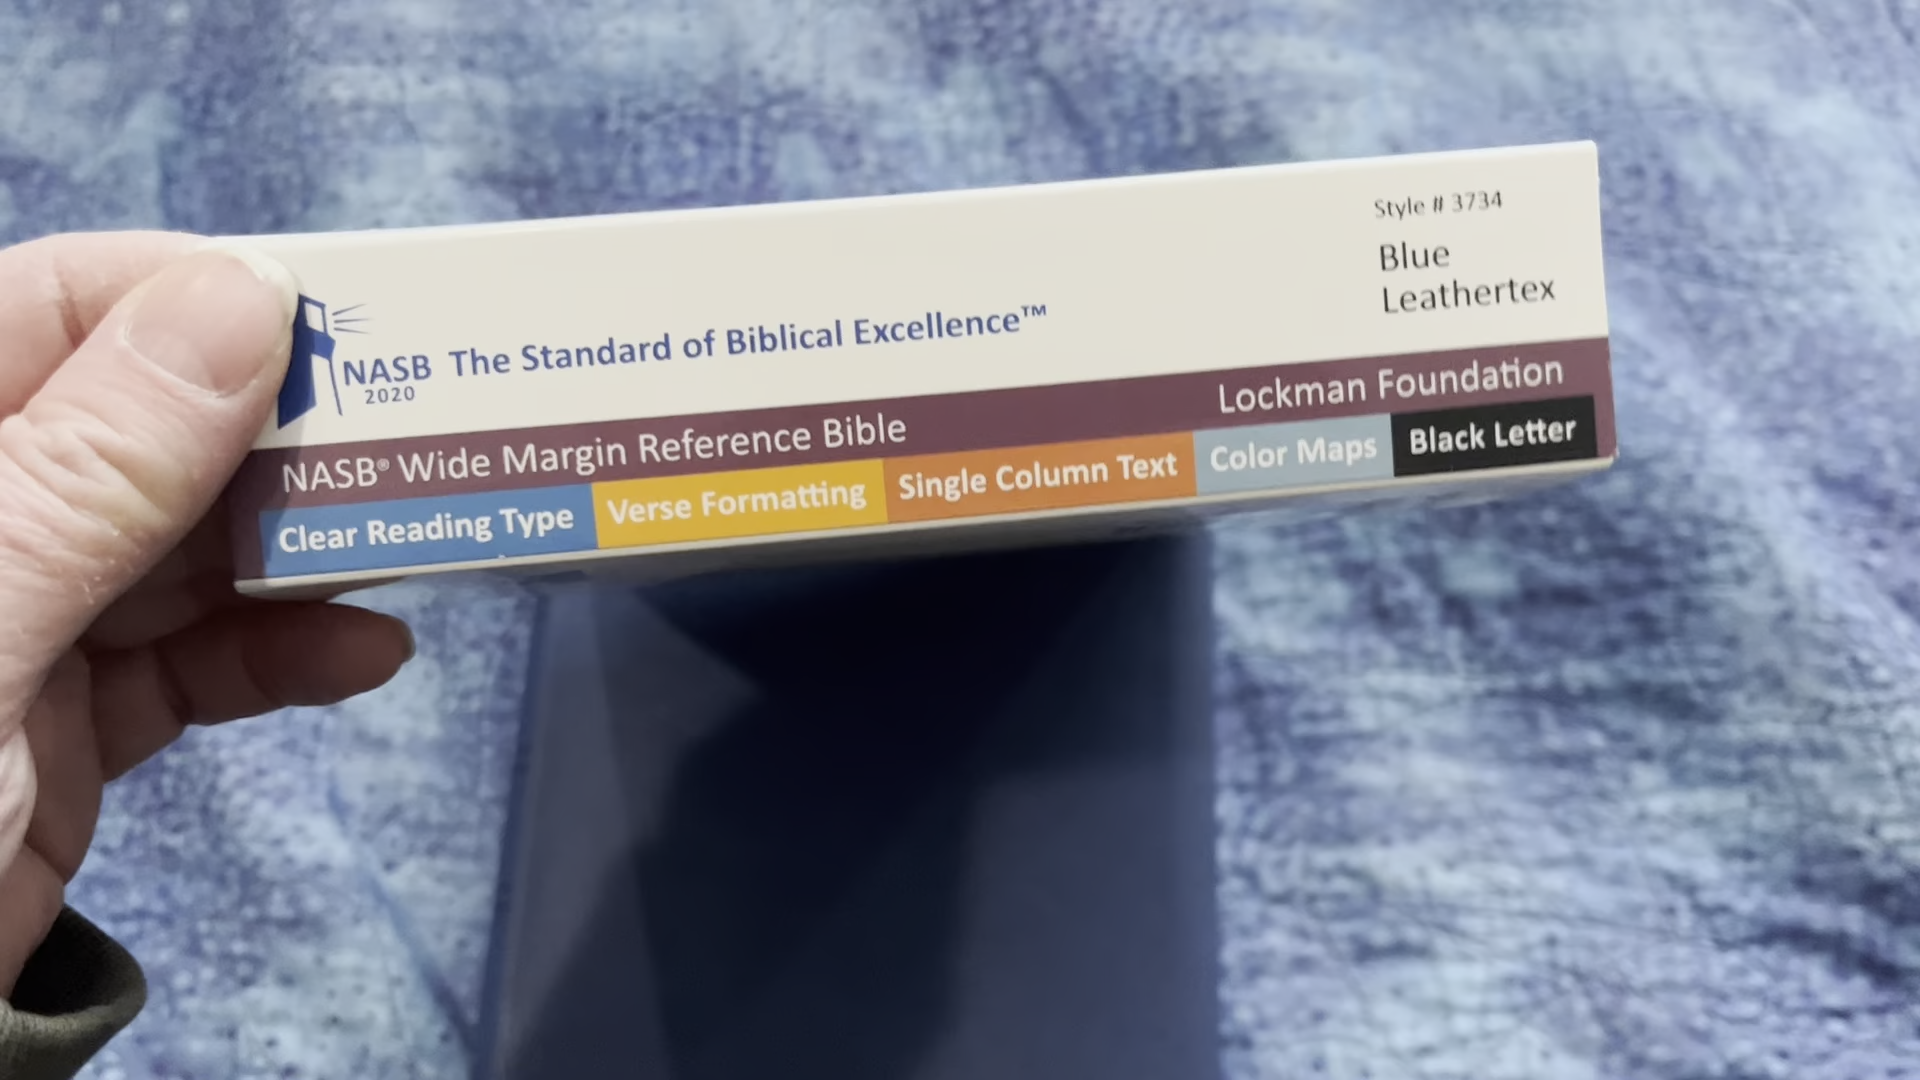 Style # 3734
Blue
Leathertex
NASB The Standard of Biblical Excellence™
2020
NASB® Wide Margin Reference Bible Lockman Foundation
Clear Reading Type Verse Formatting Single Column Text Color Maps Black Letter